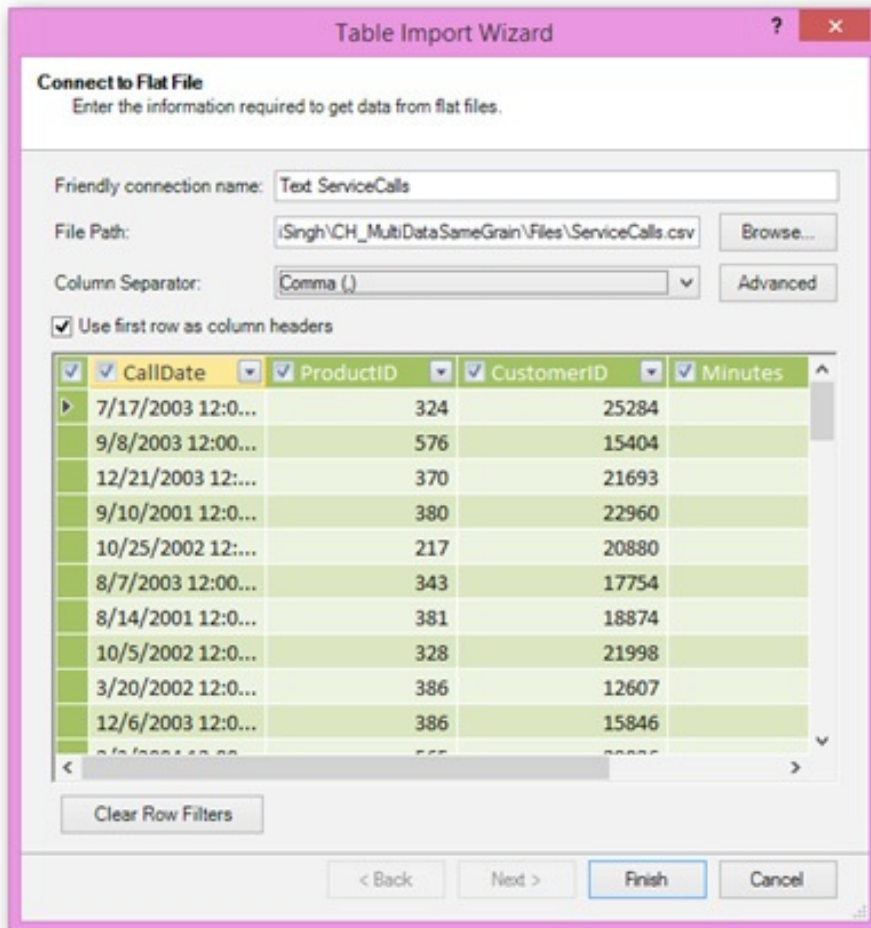 Table Import Wizard ?
Connect to Flat File
Enter the information required to get data from flat files.
Friendly connection name: Text ServiceCalls
File Path: iSingh\CH_MultiDataSameGrain\Files\ServiceCalls.csv Browse...
Column Separator: Comma (,) Advanced
Use first row as column headers
CallDate ProductID CustomerID Minutes
7/17/2003 12:0... 324 25284
9/8/2003 12:00... 576 15404
12/21/2003 12:... 370 21693
9/10/2001 12:0... 380 22960
10/25/2002 12:... 217 20880
8/7/2003 12:00... 343 17754
8/14/2001 12:0... 381 18874
10/5/2002 12:0... 328 21998
3/20/2002 12:0... 386 12607
12/6/2003 12:0... 386 15846
Clear Row Filters
< Back Next > Finish Cancel